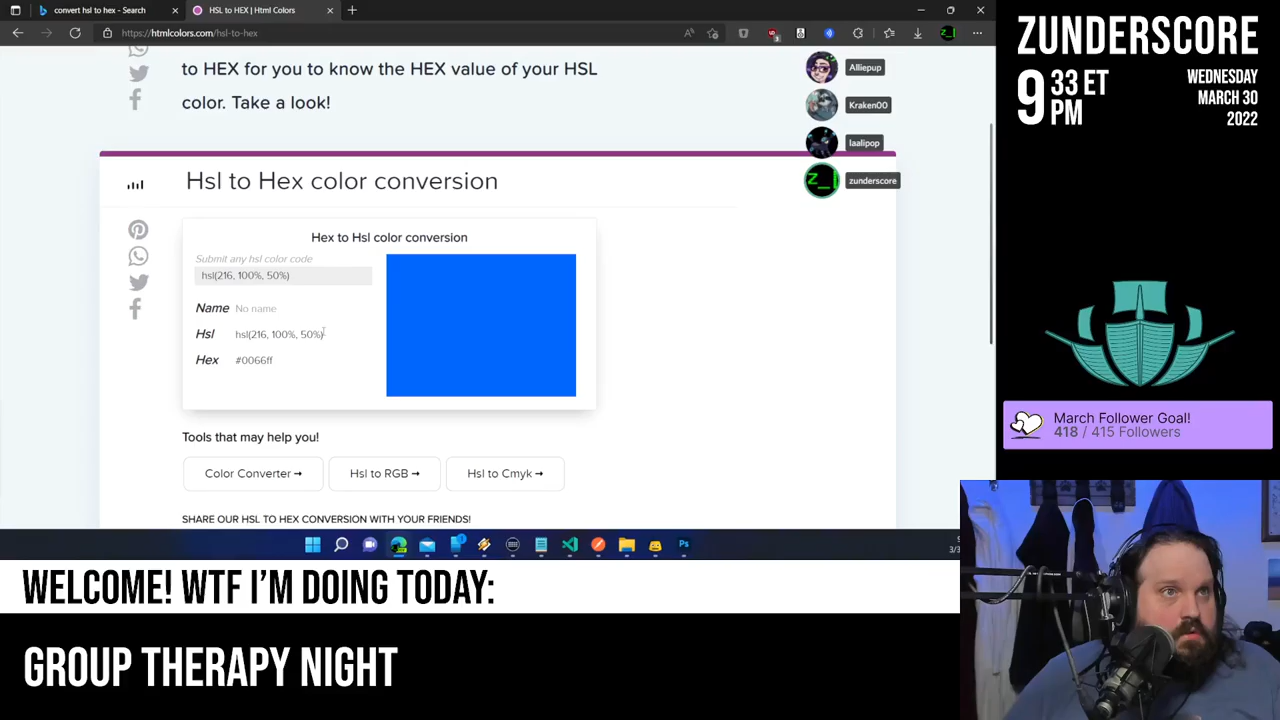 convert hsl to hex - Search
HSL to HEX | Html Colors
https://htmlcolors.com/hsl-to-hex
to HEX for you to know the HEX value of your HSL
color. Take a look!
Alliepup
Kraken00
laalipop
zunderscore
Hsl to Hex color conversion
Hex to Hsl color conversion
Submit any hsl color code
hsl(216, 100%, 50%)
Name No name
Hsl hsl(216, 100%, 50%)
Hex #0066ff
Tools that may help you!
Color Converter ➞
Hsl to RGB ➞
Hsl to Cmyk ➞
SHARE OUR HSL TO HEX CONVERSION WITH YOUR FRIENDS!
ZUNDERSCORE
9 33 ET
PM
WEDNESDAY
MARCH 30
2022
March Follower Goal!
418 / 415 Followers
WELCOME! WTF I'M DOING TODAY:
GROUP THERAPY NIGHT